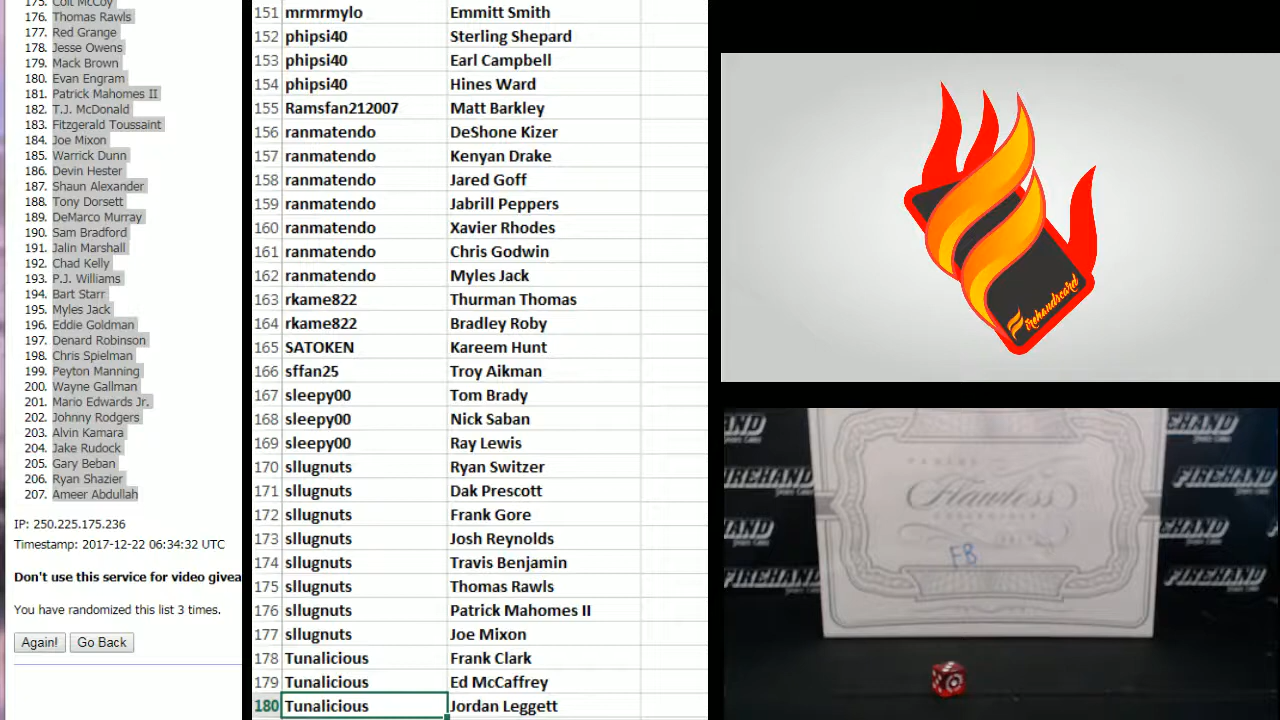 175. Colt McCoy
176. Thomas Rawls
177. Red Grange
178. Jesse Owens
179. Mack Brown
180. Evan Engram
181. Patrick Mahomes II
182. T.J. McDonald
183. Fitzgerald Toussaint
184. Joe Mixon
185. Warrick Dunn
186. Devin Hester
187. Shaun Alexander
188. Tony Dorsett
189. DeMarco Murray
190. Sam Bradford
191. Jalin Marshall
192. Chad Kelly
193. P.J. Williams
194. Bart Starr
195. Myles Jack
196. Eddie Goldman
197. Denard Robinson
198. Chris Spielman
199. Peyton Manning
200. Wayne Gallman
201. Mario Edwards Jr.
202. Johnny Rodgers
203. Alvin Kamara
204. Jake Rudock
205. Gary Beban
206. Ryan Shazier
207. Ameer Abdullah
IP: 250.225.175.236
Timestamp: 2017-12-22 06:34:32 UTC
Don't use this service for video givea
You have randomized this list 3 times.
Again! Go Back
151 mrmrmylo Emmitt Smith
152 phipsi40 Sterling Shepard
153 phipsi40 Earl Campbell
154 phipsi40 Hines Ward
155 Ramsfan212007 Matt Barkley
156 ranmatendo DeShone Kizer
157 ranmatendo Kenyan Drake
158 ranmatendo Jared Goff
159 ranmatendo Jabrill Peppers
160 ranmatendo Xavier Rhodes
161 ranmatendo Chris Godwin
162 ranmatendo Myles Jack
163 rkame822 Thurman Thomas
164 rkame822 Bradley Roby
165 SATOKEN Kareem Hunt
166 sffan25 Troy Aikman
167 sleepy00 Tom Brady
168 sleepy00 Nick Saban
169 sleepy00 Ray Lewis
170 sllugnuts Ryan Switzer
171 sllugnuts Dak Prescott
172 sllugnuts Frank Gore
173 sllugnuts Josh Reynolds
174 sllugnuts Travis Benjamin
175 sllugnuts Thomas Rawls
176 sllugnuts Patrick Mahomes II
177 sllugnuts Joe Mixon
178 Tunalicious Frank Clark
179 Tunalicious Ed McCaffrey
180 Tunalicious Jordan Leggett
Firehandscard
Flawless
FB
FIREHAND
FIREHAND
FIREHAND
FIREHAND